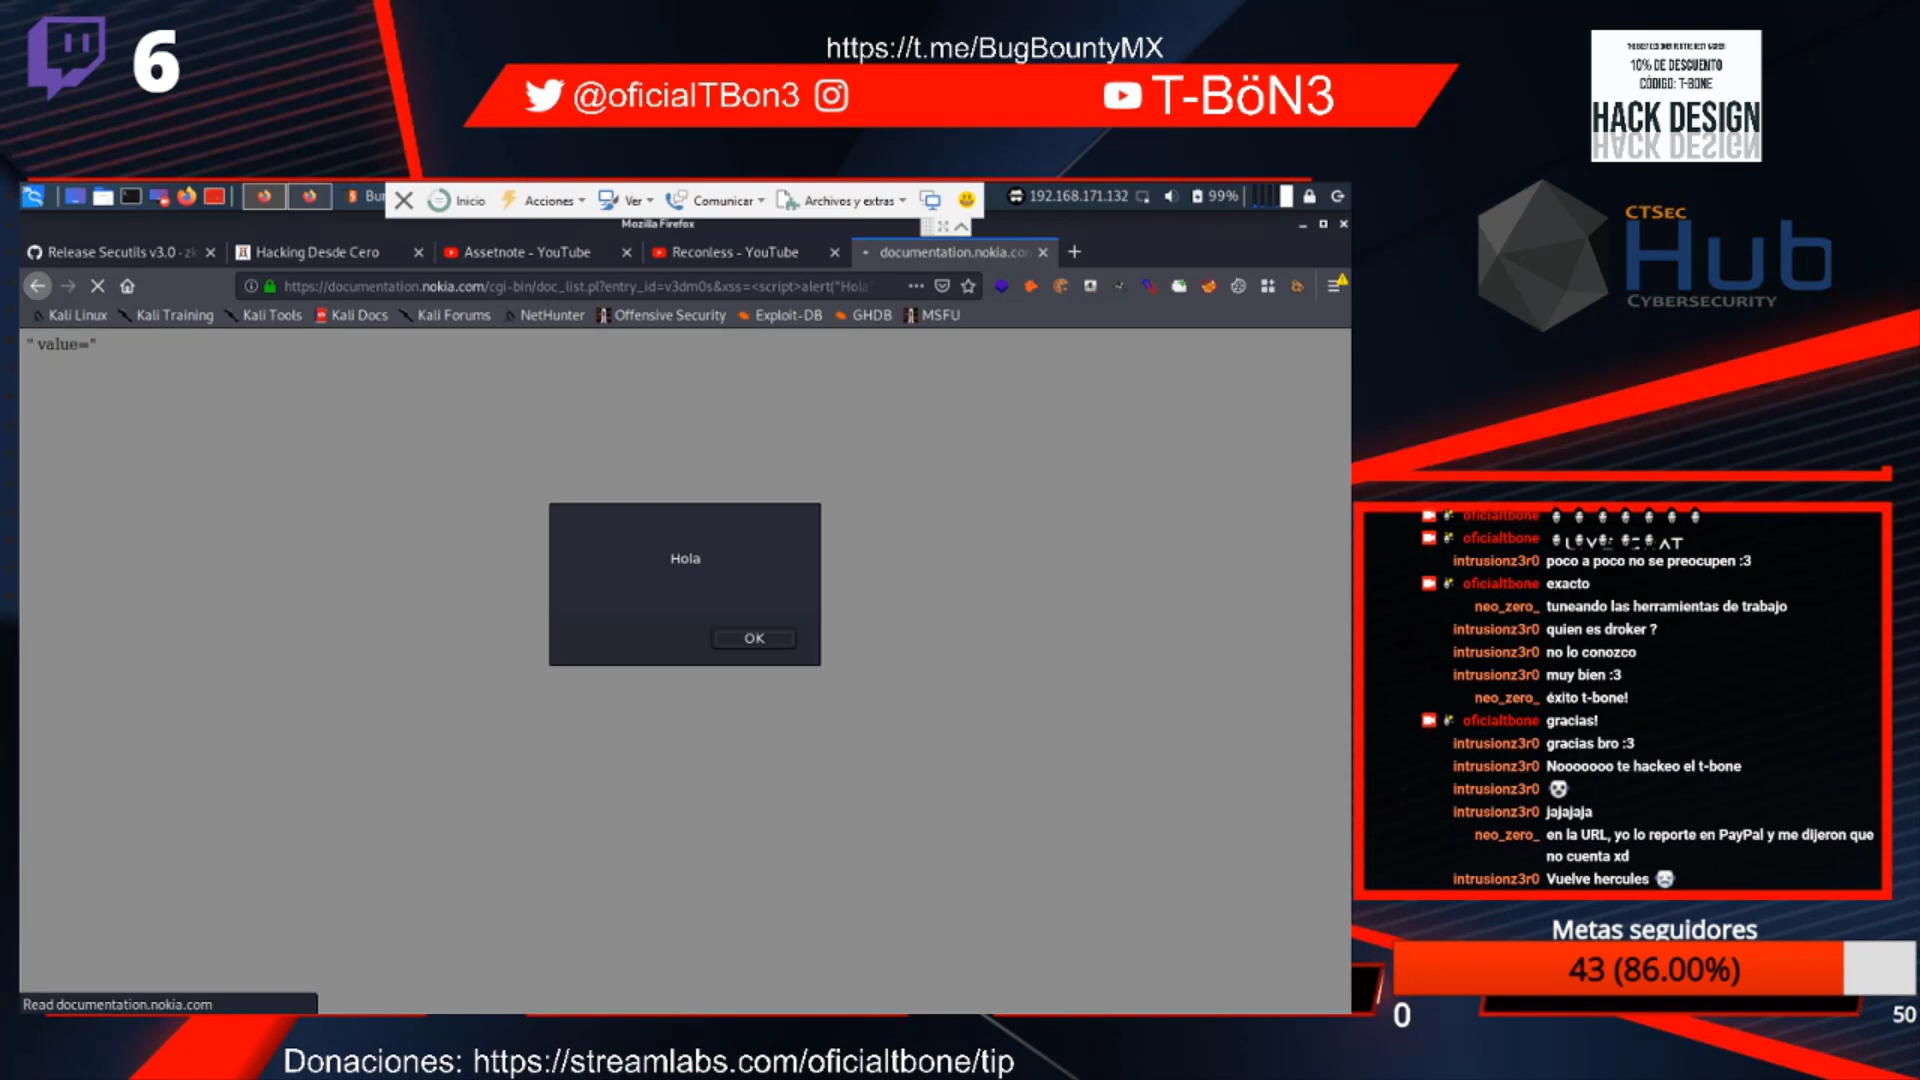 6
https://t.me/BugBountyMX
@oficialTBon3
T-BöN3
10% DE DESCUENTO
CÓDIGO: T-BONE
HACK DESIGN
CTSec
Hub
CYBERSECURITY
Inicio
Acciones
Ver
Comunicar
Archivos y extras
192.168.171.132
99%
Mozilla Firefox
Release Secutils v3.0 - z
Hacking Desde Cero
Assetnote - YouTube
Reconless - YouTube
documentation.nokia.co
https://documentation.nokia.com/cgi-bin/doc_list.pl?entry_id=v3dm0s&xss=<script>alert("Hola
Kali Linux
Kali Training
Kali Tools
Kali Docs
Kali Forums
NetHunter
Offensive Security
Exploit-DB
GHDB
MSFU
" value="
Hola
OK
Read documentation.nokia.com
oficialtbone
oficialtbone
intrusionz3r0 poco a poco no se preocupen :3
oficialtbone exacto
neo_zero_ tuneando las herramientas de trabajo
intrusionz3r0 quien es droker ?
intrusionz3r0 no lo conozco
intrusionz3r0 muy bien :3
neo_zero_ éxito t-bone!
oficialtbone gracias!
intrusionz3r0 gracias bro :3
intrusionz3r0 Nooooooo te hackeo el t-bone
intrusionz3r0
intrusionz3r0 jajajaja
neo_zero_ en la URL, yo lo reporte en PayPal y me dijeron que
no cuenta xd
intrusionz3r0 Vuelve hercules
Metas seguidores
43 (86.00%)
0
50
Donaciones: https://streamlabs.com/oficialtbone/tip